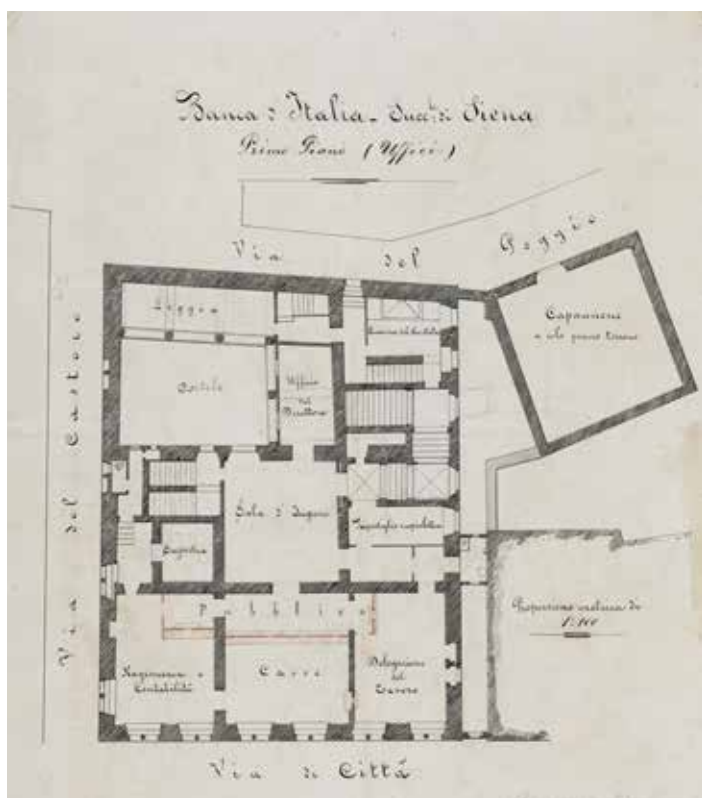 Banca d'Italia - Succ.le di Siena
Primo Piano (Uffici)
Via del Poggio
Loggia
Capannone
a solo piano terreno
Cortile
Ufficio
del
Direttore
Via del Castoro
Sala d'
Pubblico
Proporzione metrica di
1:100
Ragioneria e
Contabilità
Casse
Delegazione
del
Tesoro
Via di Città